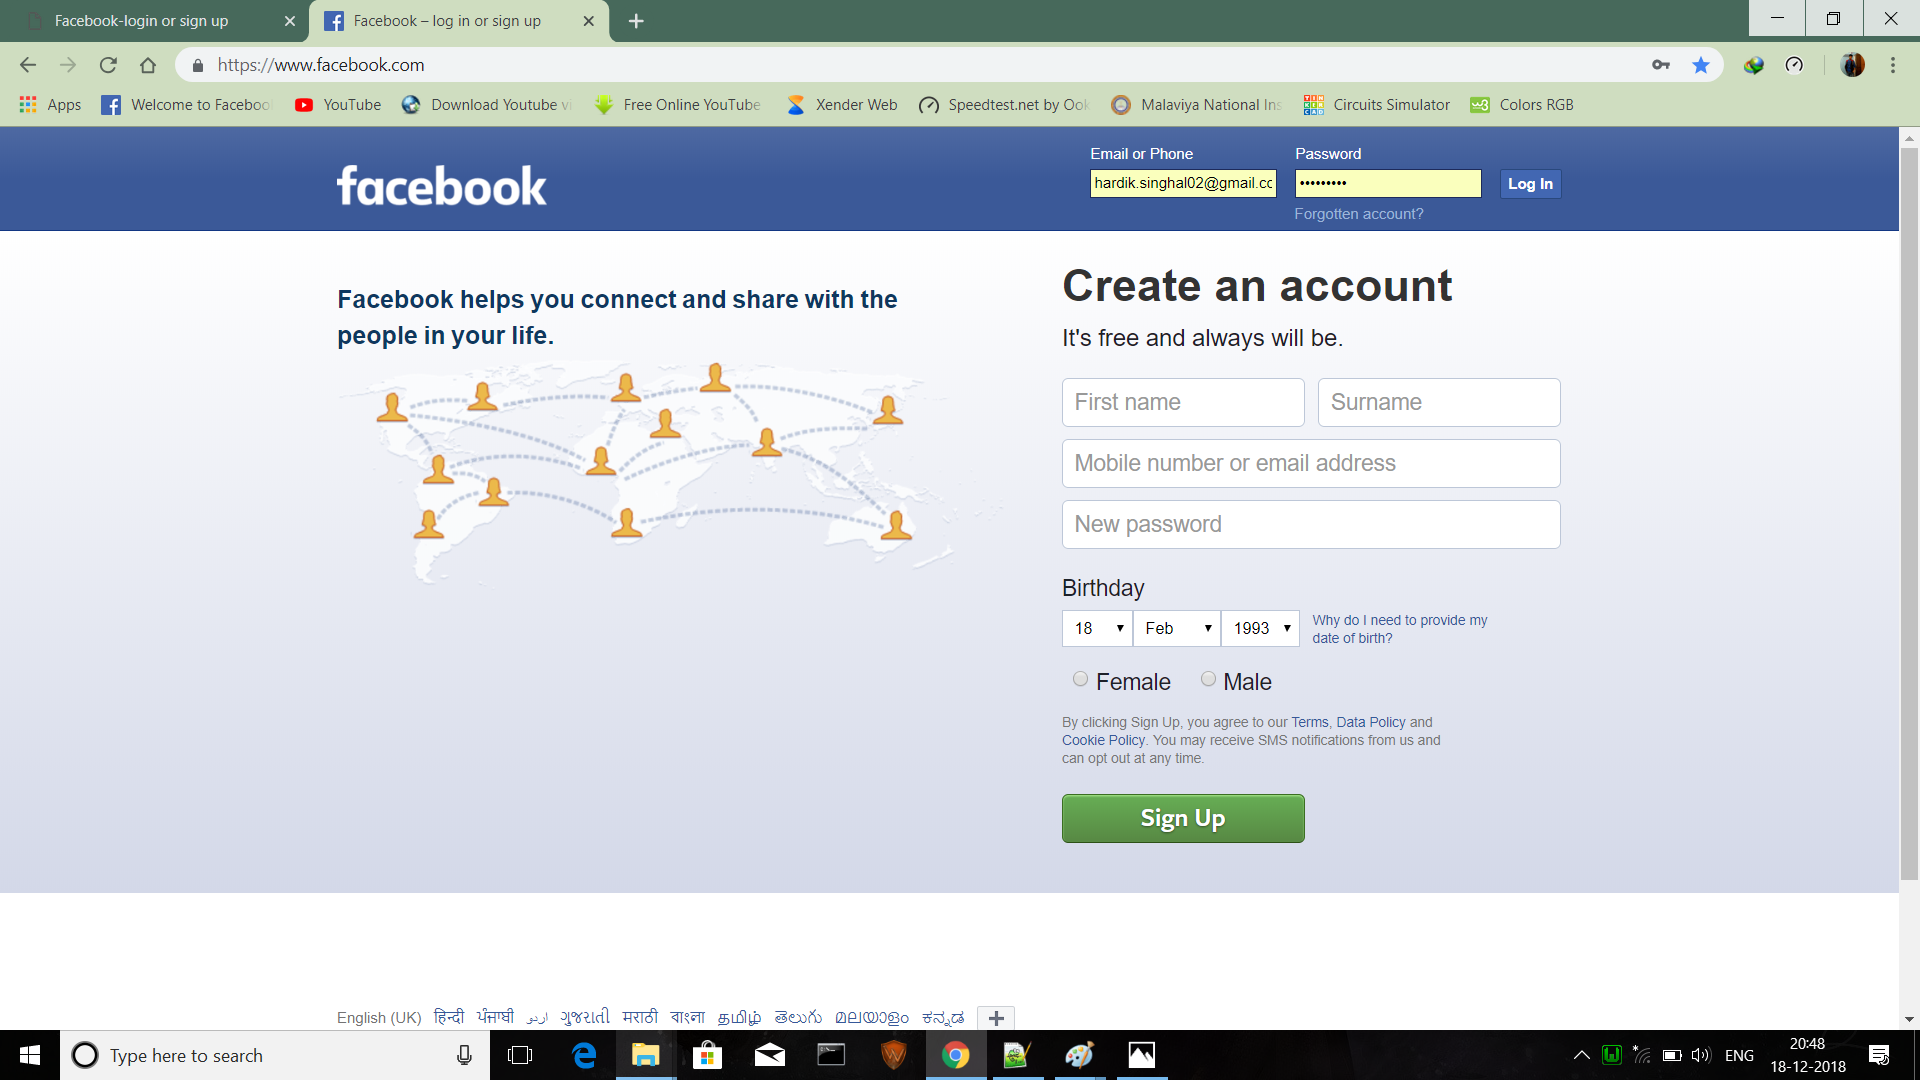 Facebook-login or sign up
Facebook – log in or sign up
https://www.facebook.com
Apps
Welcome to Faceboo
YouTube
Download Youtube vi
Free Online YouTube
Xender Web
Speedtest.net by Ook
Malaviya National Ins
Circuits Simulator
Colors RGB
facebook
Email or Phone
Password
hardik.singhal02@gmail.cc
•••••••••
Log In
Forgotten account?
Facebook helps you connect and share with the
people in your life.
Create an account
It's free and always will be.
First name
Surname
Mobile number or email address
New password
Birthday
18
Feb
1993
Why do I need to provide my
date of birth?
Female
Male
By clicking Sign Up, you agree to our Terms, Data Policy and
Cookie Policy. You may receive SMS notifications from us and
can opt out at any time.
Sign Up
English (UK) हिन्दी ਪੰਜਾਬੀ اردو ગુજરાતી मराठी বাংলা தமிழ் తెలుగు മലയാളം ಕನ್ನಡ
Type here to search
ENG
20:48
18-12-2018